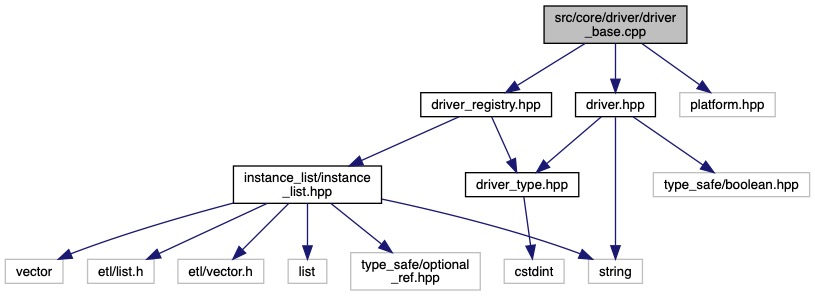 src/core/driver/driver
_base.cpp
driver_registry.hpp
driver.hpp
platform.hpp
instance_list/instance
_list.hpp
driver_type.hpp
type_safe/boolean.hpp
vector
etl/list.h
etl/vector.h
list
type_safe/optional
_ref.hpp
cstdint
string